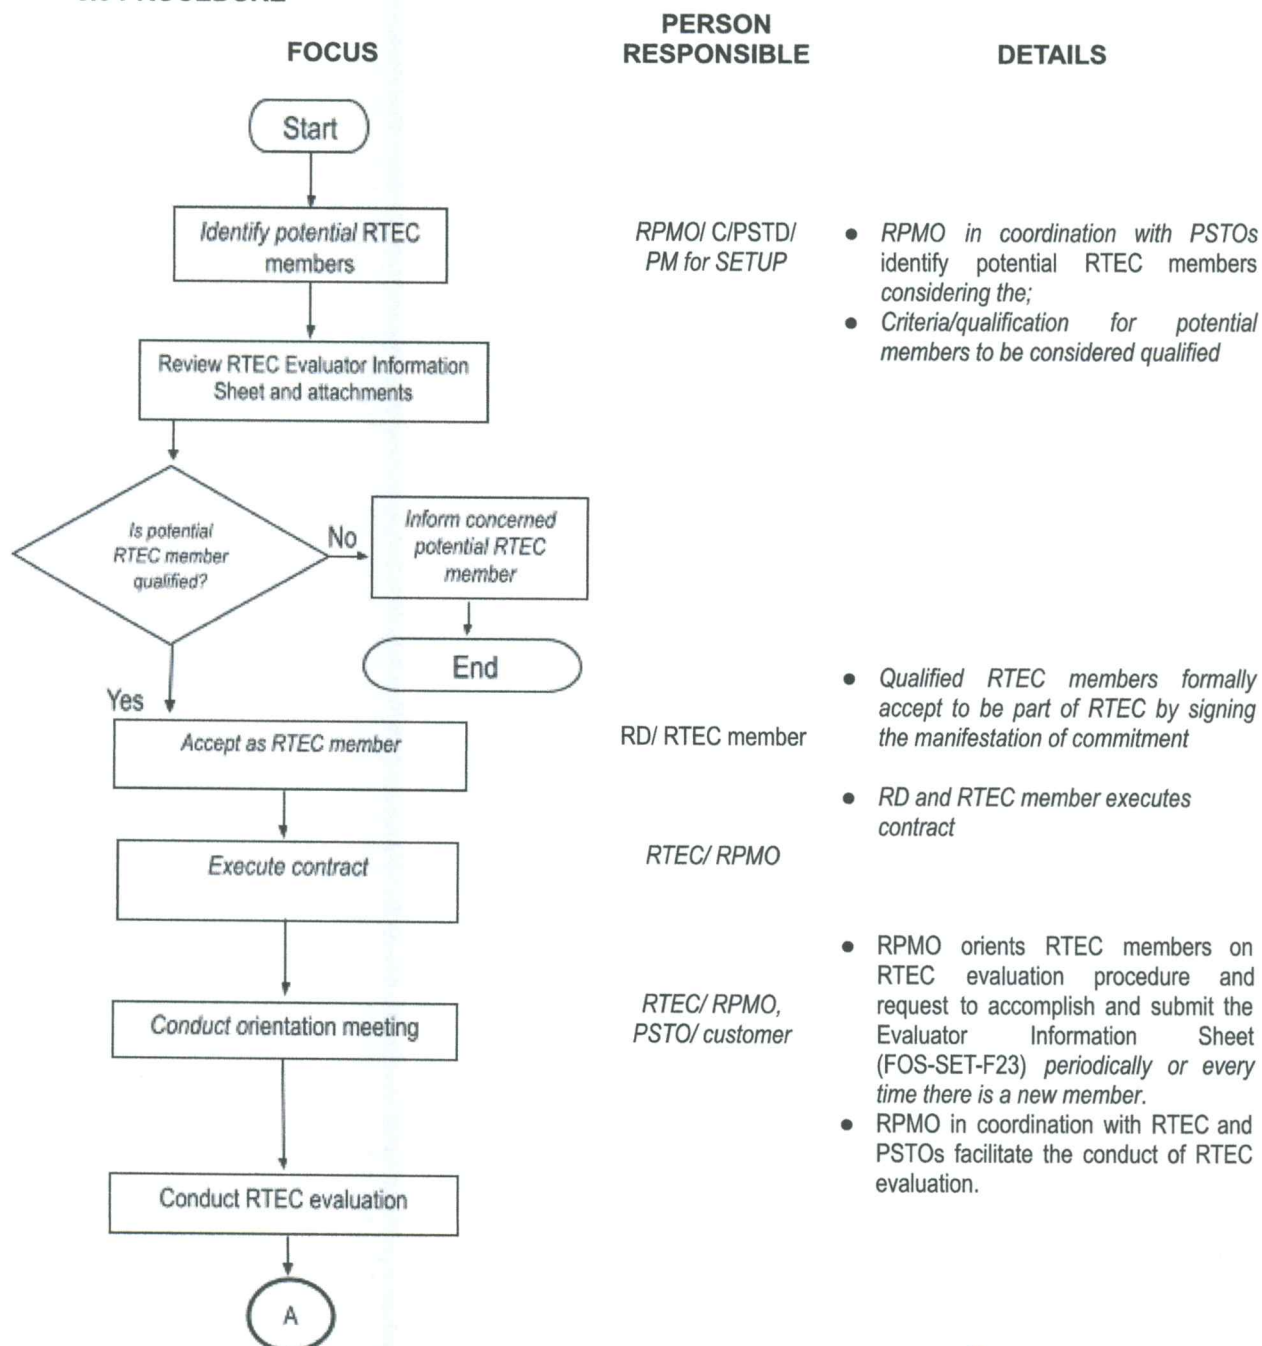 FOCUS
PERSON
RESPONSIBLE
DETAILS
Start
Identify potential RTEC
members
RPMO/ C/PSTD/
PM for SETUP
● RPMO in coordination with PSTOs
identify potential RTEC members
considering the;
● Criteria/qualification for potential
members to be considered qualified
Review RTEC Evaluator Information
Sheet and attachments
Is potential
RTEC member
qualified?
No
Inform concerned
potential RTEC
member
End
Yes
Accept as RTEC member
RD/ RTEC member
● Qualified RTEC members formally
accept to be part of RTEC by signing
the manifestation of commitment
● RD and RTEC member executes
contract
Execute contract
RTEC/ RPMO
Conduct orientation meeting
RTEC/ RPMO,
PSTO/ customer
● RPMO orients RTEC members on
RTEC evaluation procedure and
request to accomplish and submit the
Evaluator Information Sheet
(FOS-SET-F23) periodically or every
time there is a new member.
● RPMO in coordination with RTEC and
PSTOs facilitate the conduct of RTEC
evaluation.
Conduct RTEC evaluation
A